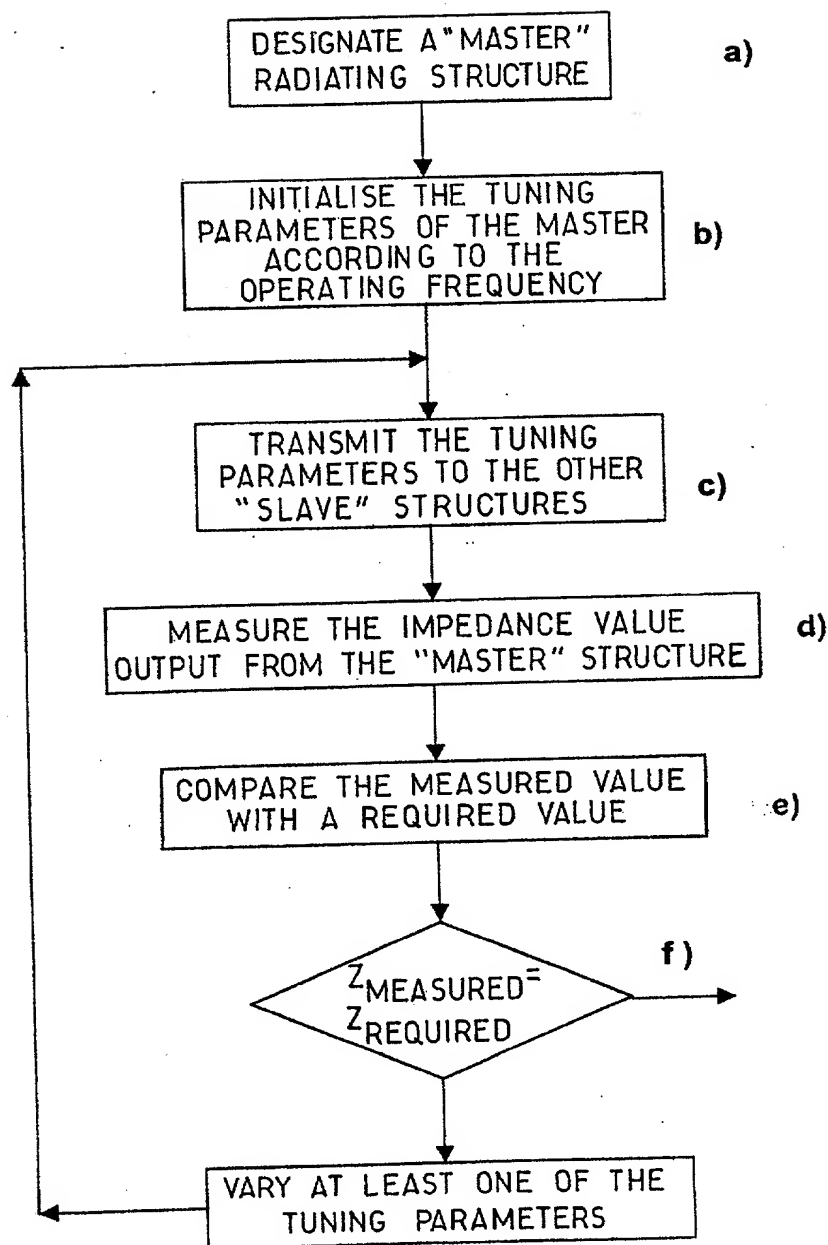 DESIGNATE A "MASTER"
RADIATING STRUCTURE
a)
INITIALISE THE TUNING
PARAMETERS OF THE MASTER
ACCORDING TO THE
OPERATING FREQUENCY
b)
TRANSMIT THE TUNING
PARAMETERS TO THE OTHER
"SLAVE" STRUCTURES
c)
MEASURE THE IMPEDANCE VALUE
OUTPUT FROM THE "MASTER" STRUCTURE
d)
COMPARE THE MEASURED VALUE
WITH A REQUIRED VALUE
e)
Z MEASURED =
Z REQUIRED
f)
VARY AT LEAST ONE OF THE
TUNING PARAMETERS